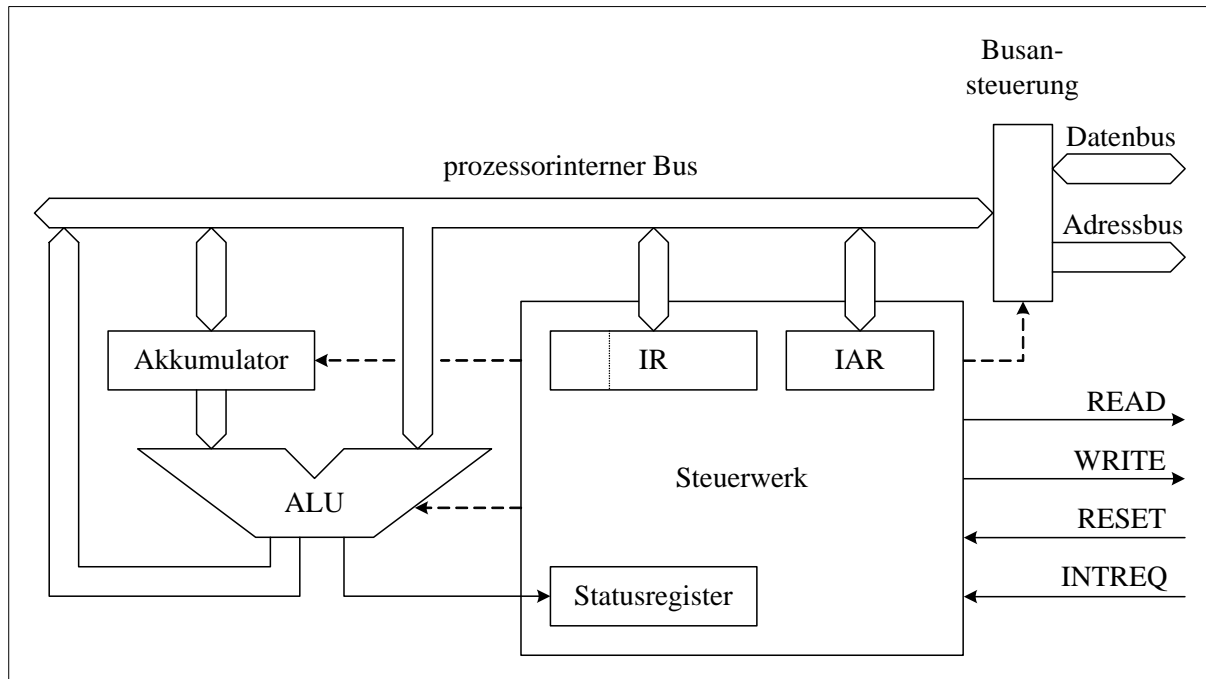 Busan-
steuerung
Datenbus
prozessorinterner Bus
Adressbus
Akkumulator
IR
IAR
READ
WRITE
Steuerwerk
ALU
RESET
INTREQ
Statusregister